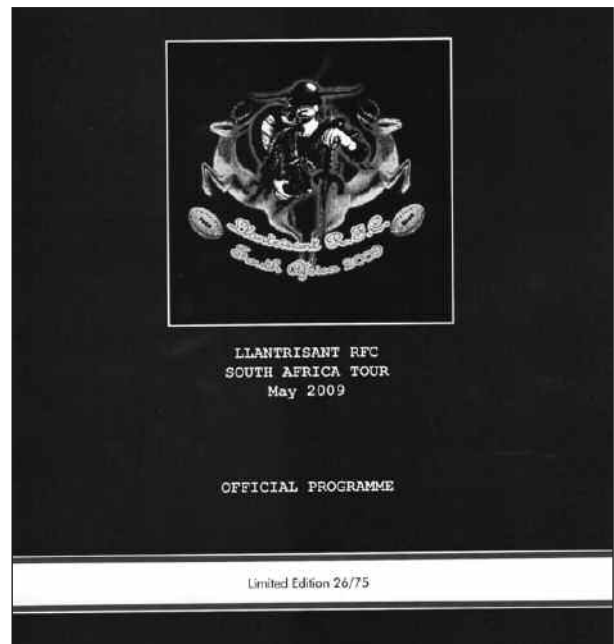 Llantrisant R.F.C.
South Africa 2009
LLANTRISANT RFC
SOUTH AFRICA TOUR
May 2009
OFFICIAL PROGRAMME
Limited Edition 26/75